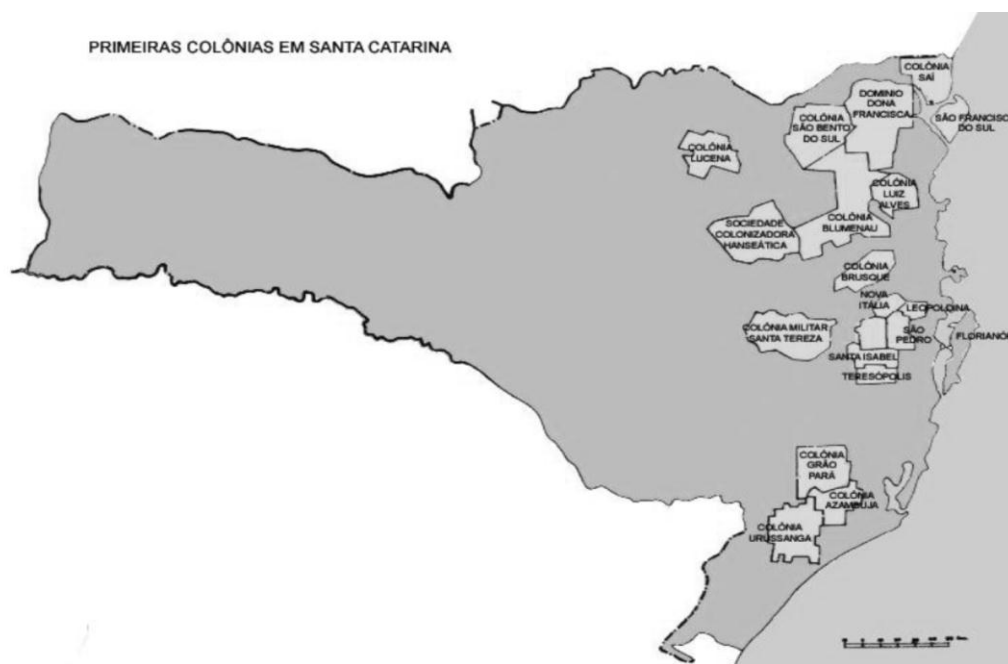 PRIMEIRAS COLÔNIAS EM SANTA CATARINA
COLÔNIA
SAÍ
DOMINIO
DONA
FRANCISCA
SÃO FRANCISC
DO SUL
COLÔNIA
SÃO BENTO
DO SUL
COLÔNIA
LUCENA
COLÔNIA
LUIZ
ALVES
SOCIEDADE
COLONIZADORA
HANSEÁTICA
COLÔNIA
BLUMENAU
COLÔNIA
BRUSQUE
NOVA
ITÁLIA
LEOPOLDINA
COLÔNIA MILITAR
SANTA TEREZA
SÃO
PEDRO
FLORIANÓP
SANTA ISABEL
TERESÓPOLIS
COLÔNIA
GRÃO
PARÁ
COLÔNIA
AZAMBUJA
COLÔNIA
URUSSANGA